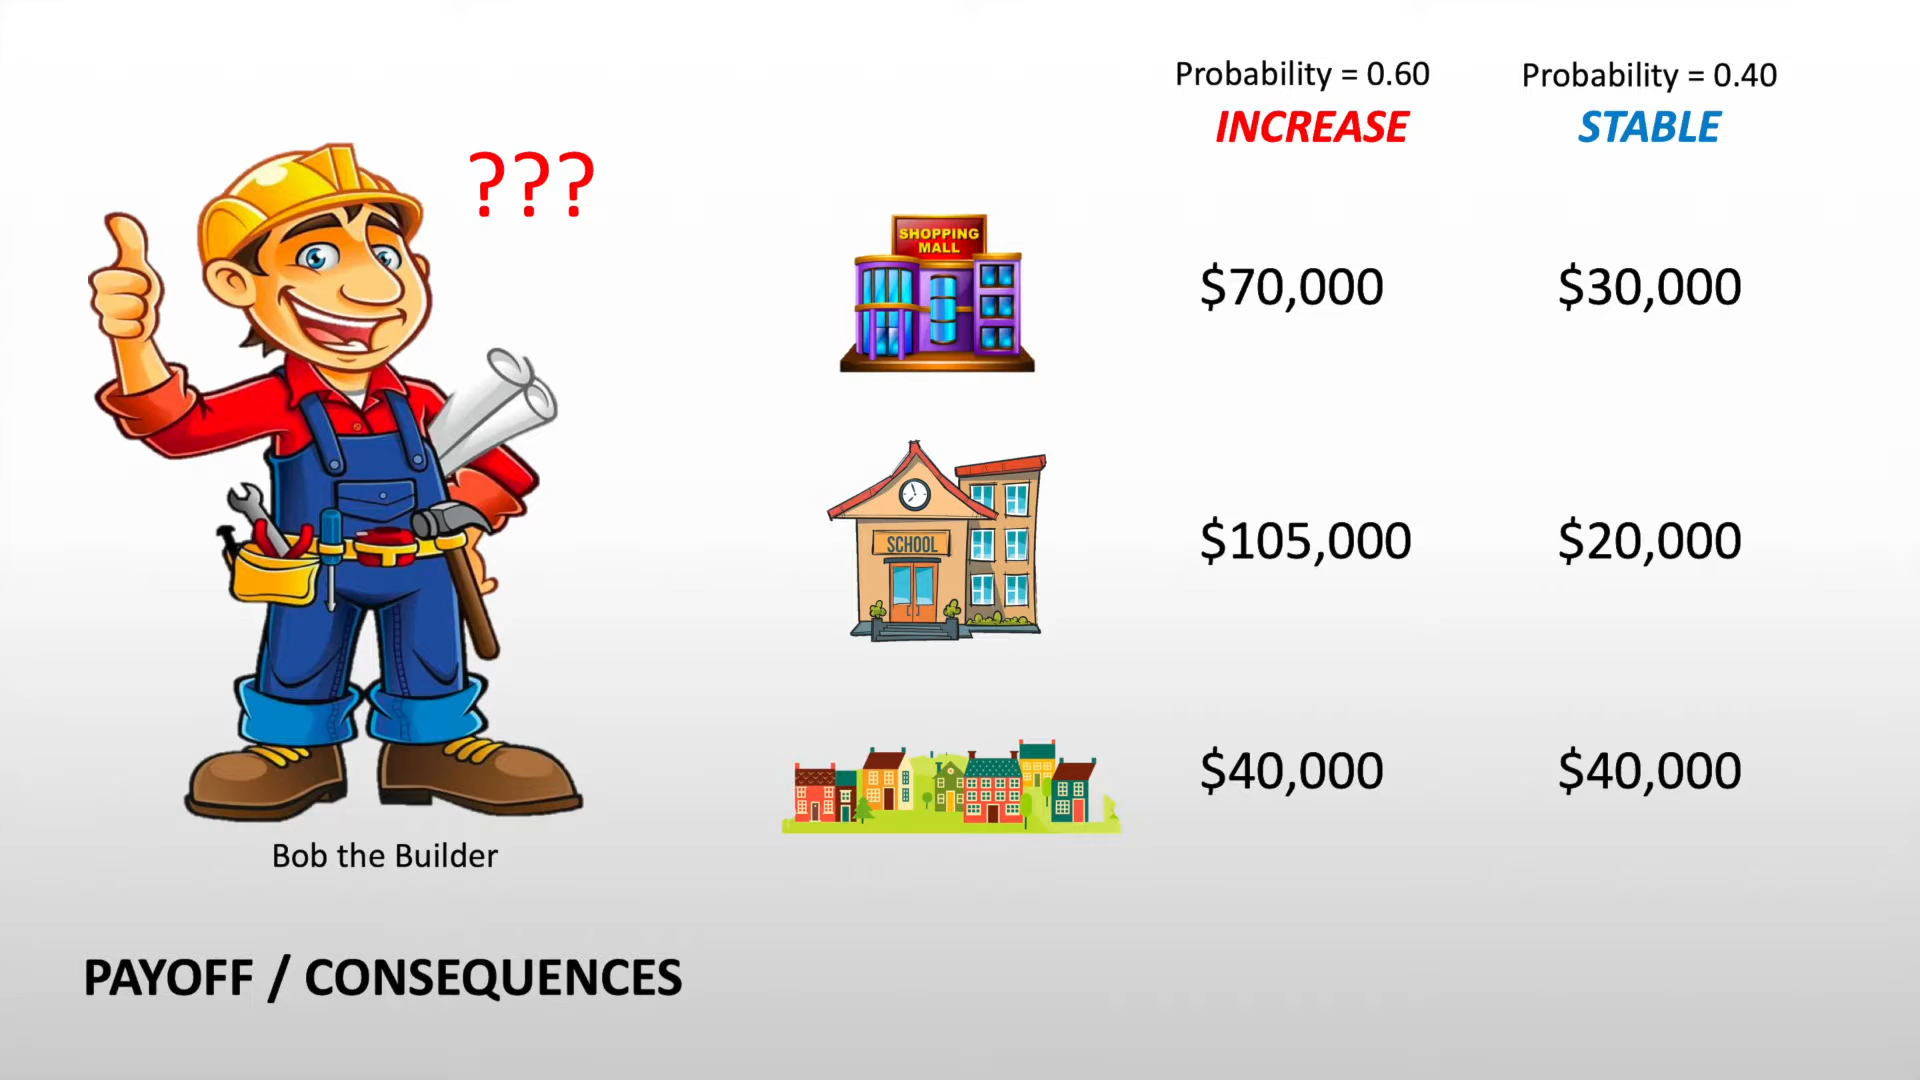 Probability = 0.60
Probability = 0.40
INCREASE
STABLE
???
SHOPPING
MALL
$70,000
$30,000
SCHOOL
$105,000
$20,000
$40,000
$40,000
Bob the Builder
PAYOFF / CONSEQUENCES